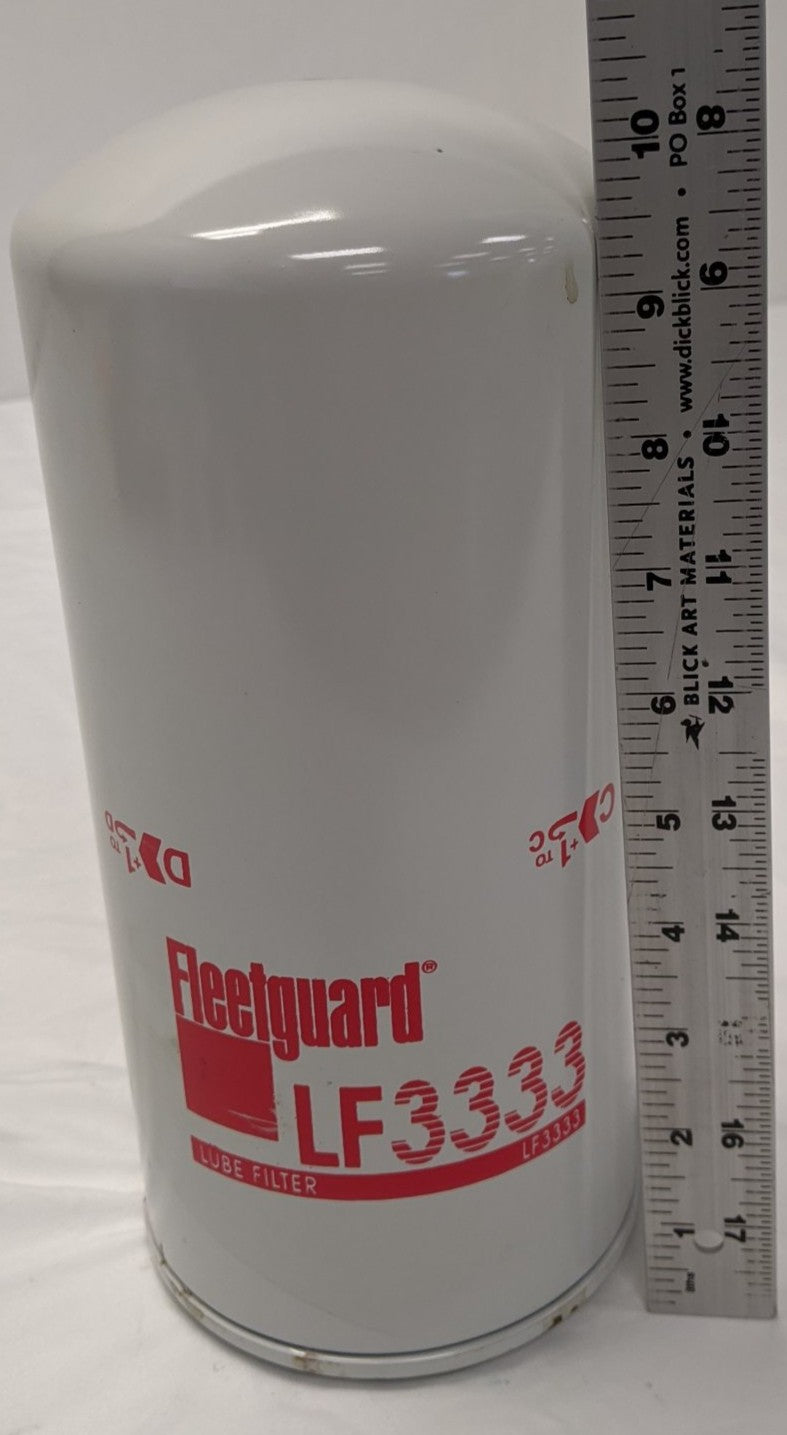 Fleetguard®
LF3333
LUBE FILTER
LF3333
D
+1
TO
D
C
+1
TO
C
BLICK ART MATERIALS • www.dickblick.com • PO Box 1
10
9
8
7
6
5
4
3
2
1
8THS
8
9
10
11
12
13
14
16
17